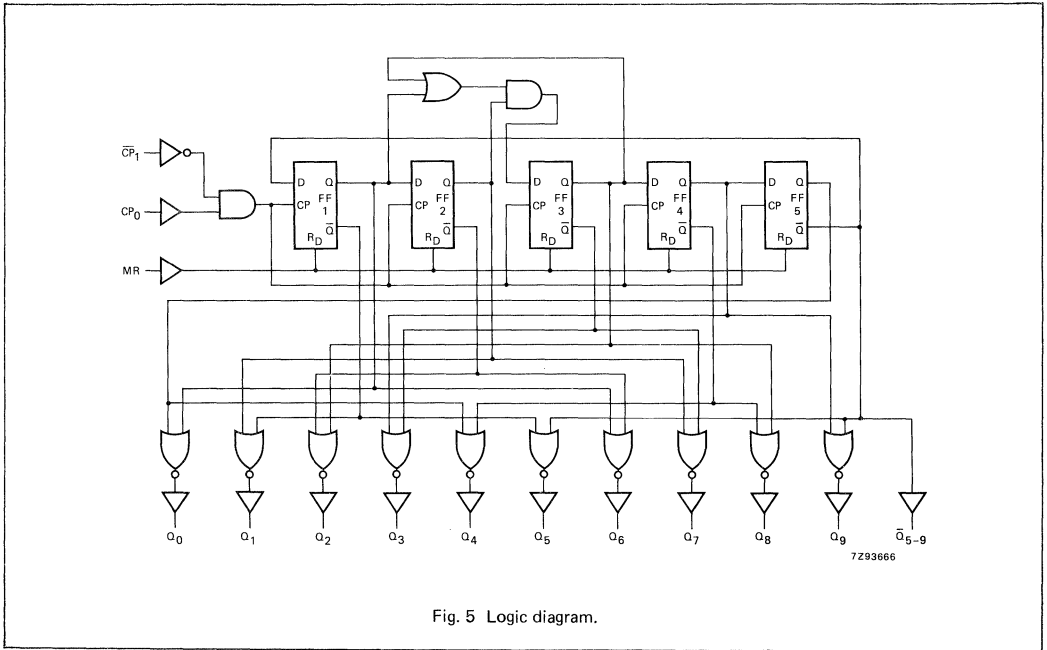 CP̅1
CP0
MR
D Q
CP FF
1
Q̅
RD
D Q
CP FF
2
Q̅
RD
D Q
CP FF
3
Q̅
RD
D Q
CP FF
4
Q̅
RD
D Q
CP FF
5
Q̅
RD
Q0 Q1 Q2 Q3 Q4 Q5 Q6 Q7 Q8 Q9 Q̅5-9
7Z93666
Fig. 5 Logic diagram.